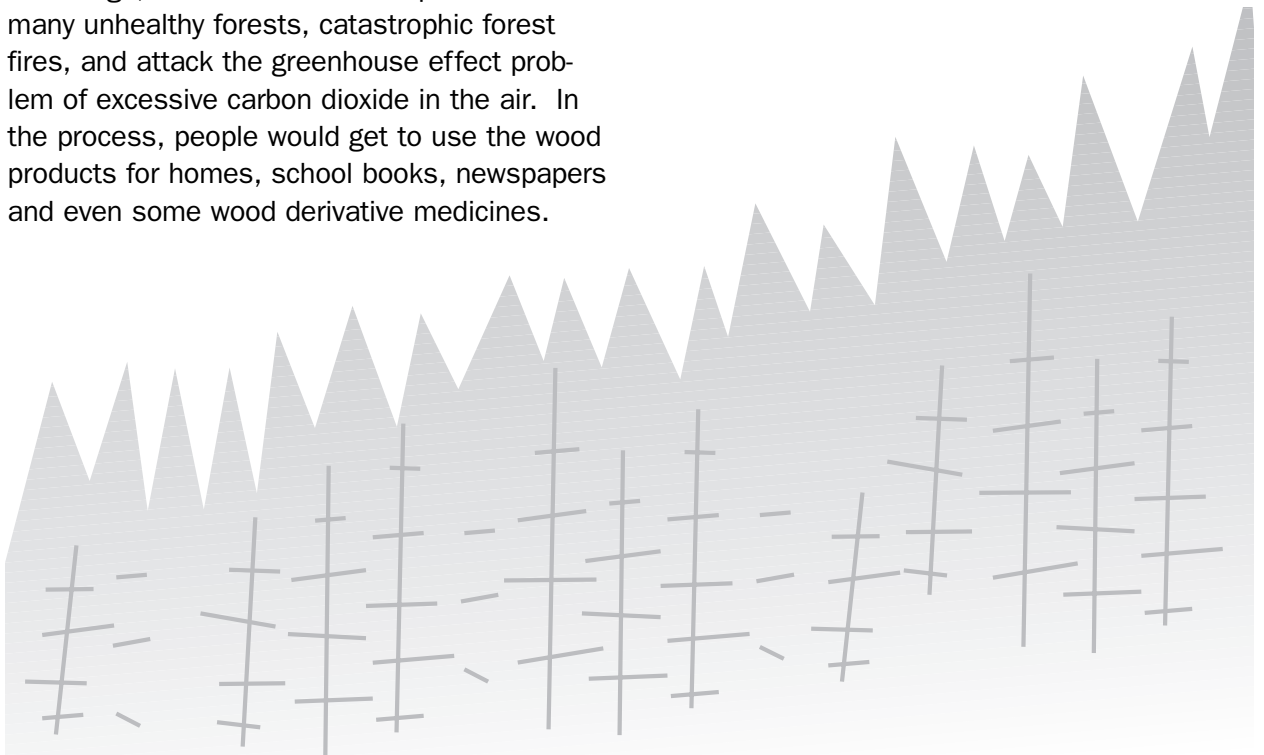 many unhealthy forests, catastrophic forest
fires, and attack the greenhouse effect prob-
lem of excessive carbon dioxide in the air. In
the process, people would get to use the wood
products for homes, school books, newspapers
and even some wood derivative medicines.